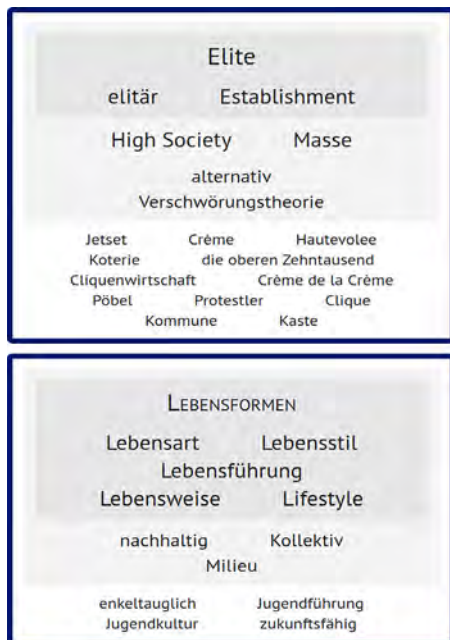 Elite
elitär Establishment
High Society Masse
alternativ
Verschwörungstheorie
Jetset Crème Hautevolee
Koterie die oberen Zehntausend
Cliquenwirtschaft Crème de la Crème
Pöbel Protestler Clique
Kommune Kaste
LEBENSFORMEN
Lebensart Lebensstil
Lebensführung
Lebensweise Lifestyle
nachhaltig Kollektiv
Milieu
enkeltauglich Jugendführung
Jugendkultur zukunftsfähig